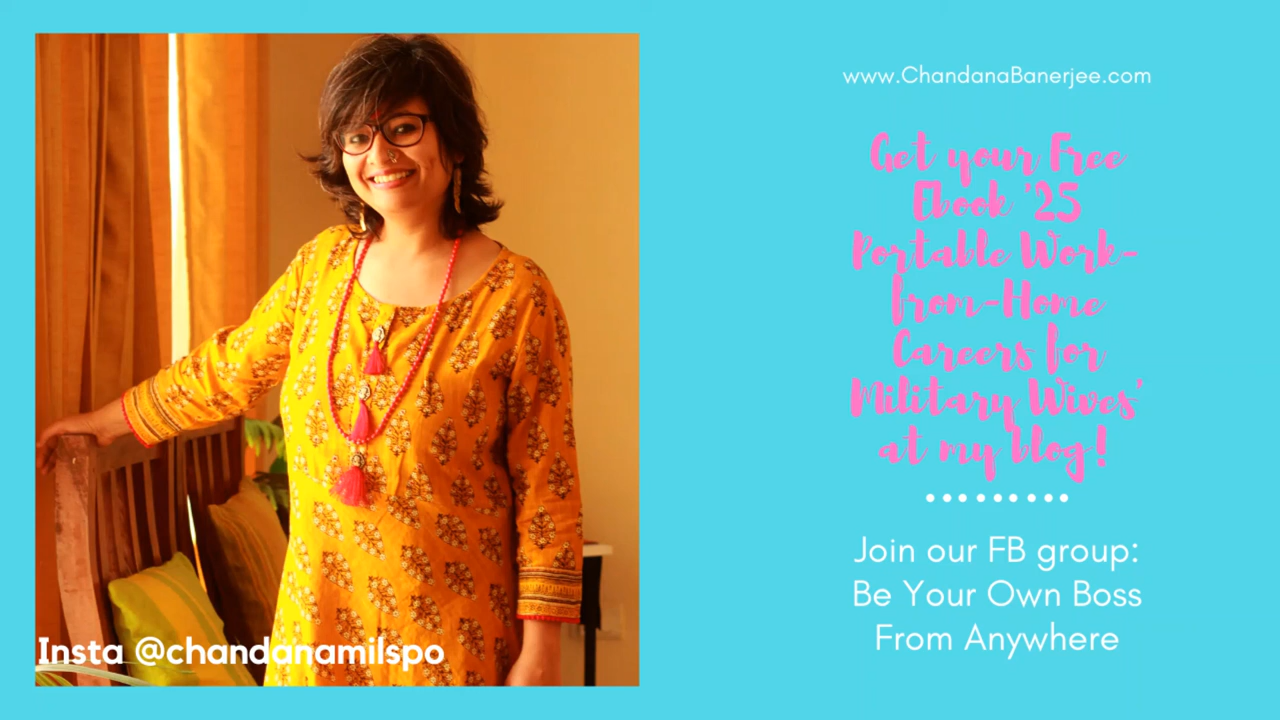 www.ChandanaBanerjee.com
Get your Free
Ebook '25
Portable Work-
from-Home
Careers for
Military Wives'
at my blog!
Join our FB group:
Be Your Own Boss
From Anywhere
Insta @chandanamilspo